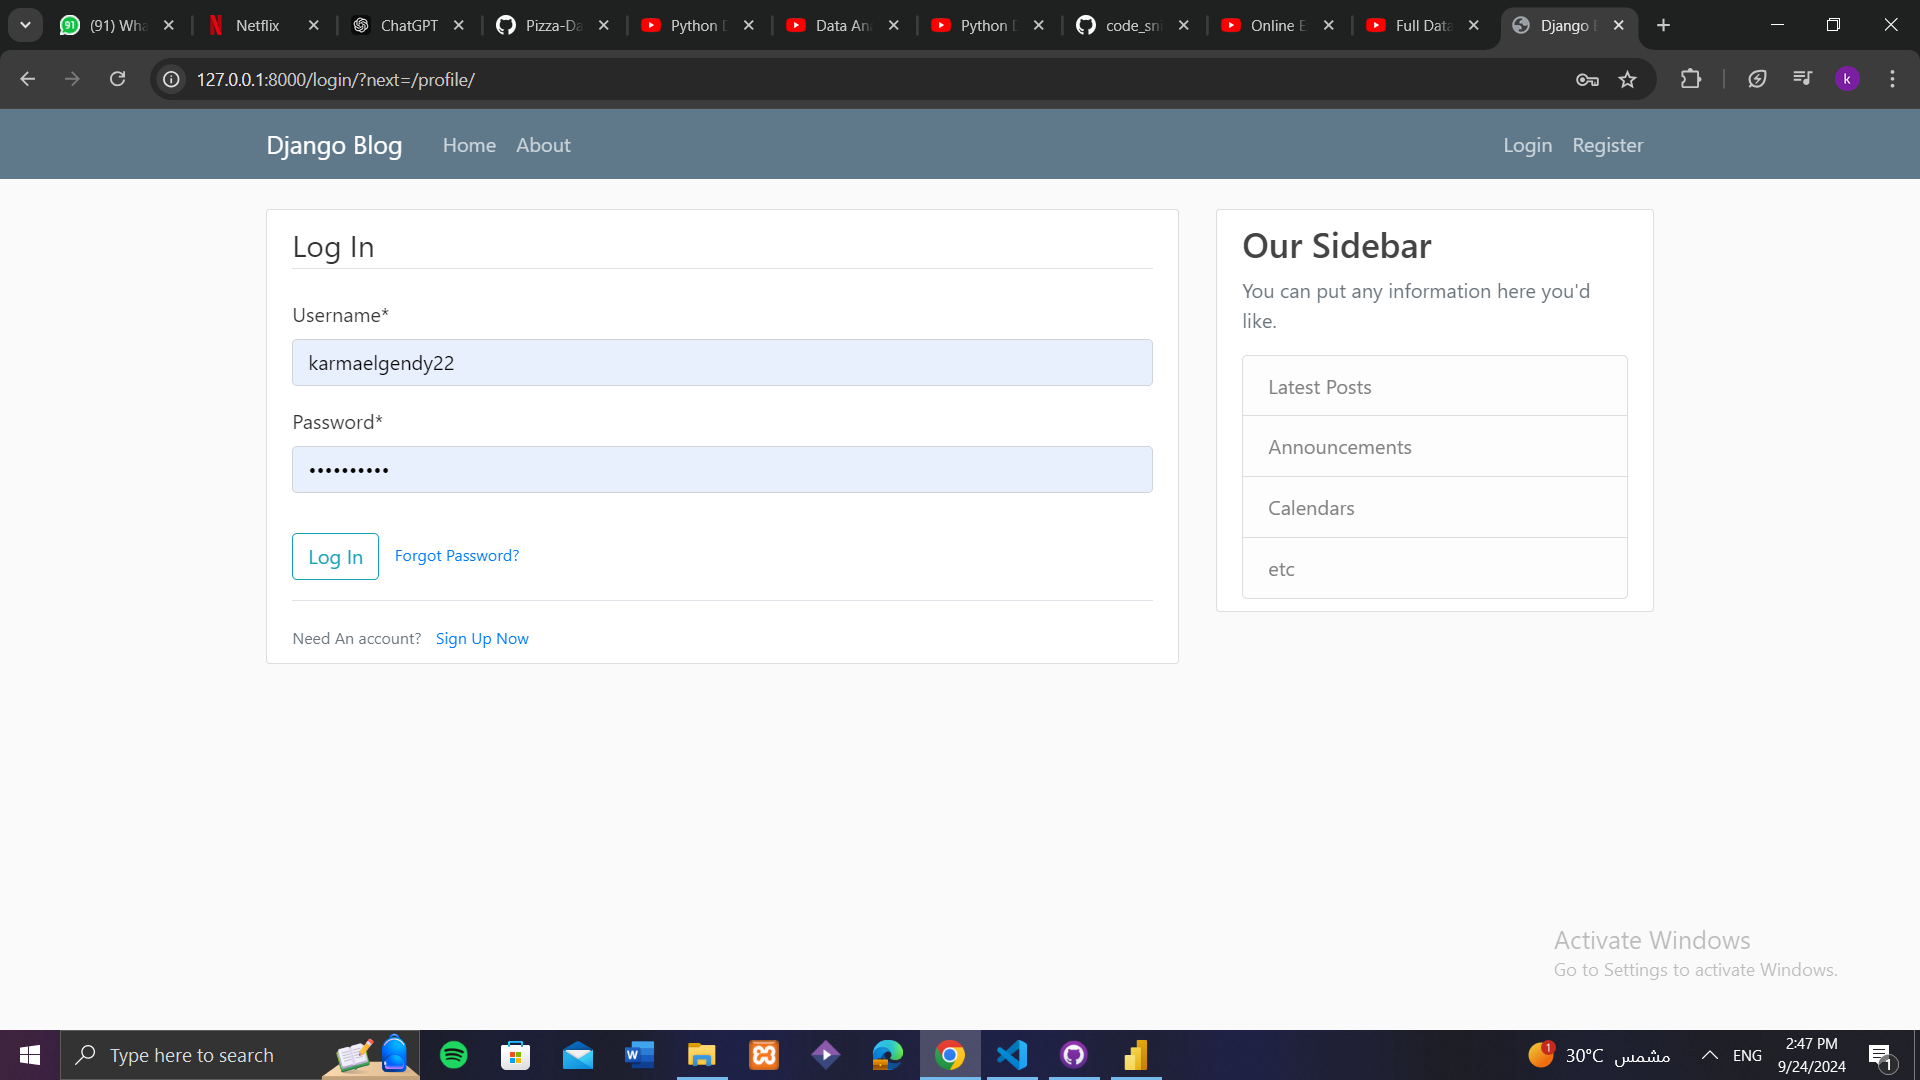 (91) Wha
Netflix
ChatGPT
Pizza-Da
Python D
Data Ana
Python D
code_sni
Online E
Full Data
Django B
127.0.0.1:8000/login/?next=/profile/
k
Django Blog
Home
About
Login
Register
Log In
Username*
karmaelgendy22
Password*
••••••••••
Log In
Forgot Password?
Need An account?
Sign Up Now
Our Sidebar
You can put any information here you'd
like.
Latest Posts
Announcements
Calendars
etc
Activate Windows
Go to Settings to activate Windows.
Type here to search
1
30°C
مشمس
ENG
2:47 PM
9/24/2024
1